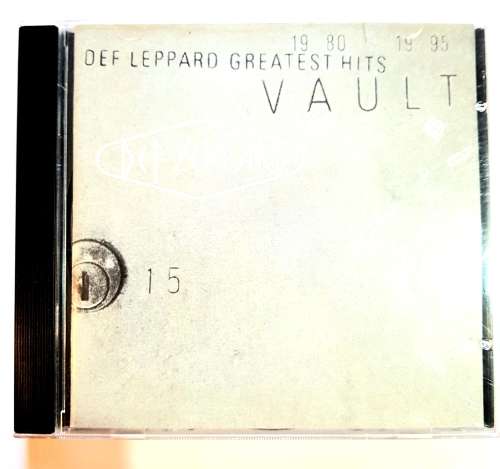 19 80 19 95
DEF LEPPARD GREATEST HITS
VAULT
15